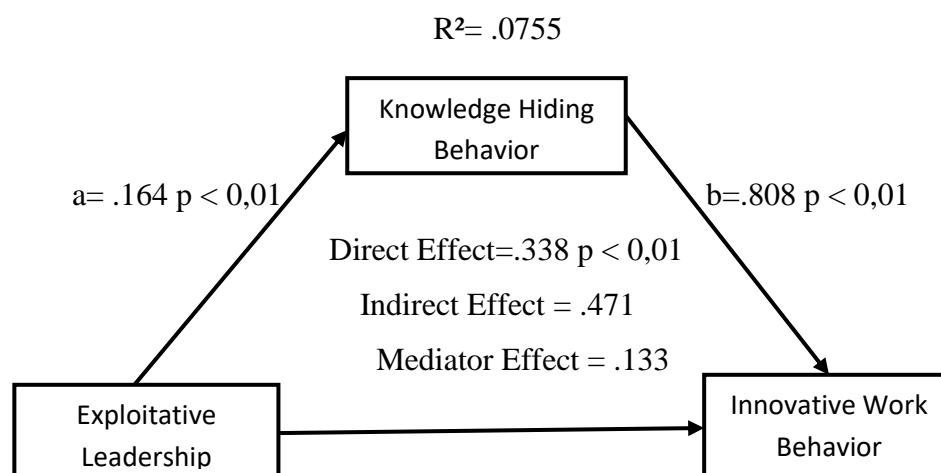 R²= .0755
Knowledge Hiding
Behavior
a= .164 p < 0,01
b=.808 p < 0,01
Direct Effect=.338 p < 0,01
Indirect Effect = .471
Mediator Effect = .133
Exploitative
Leadership
Innovative Work
Behavior